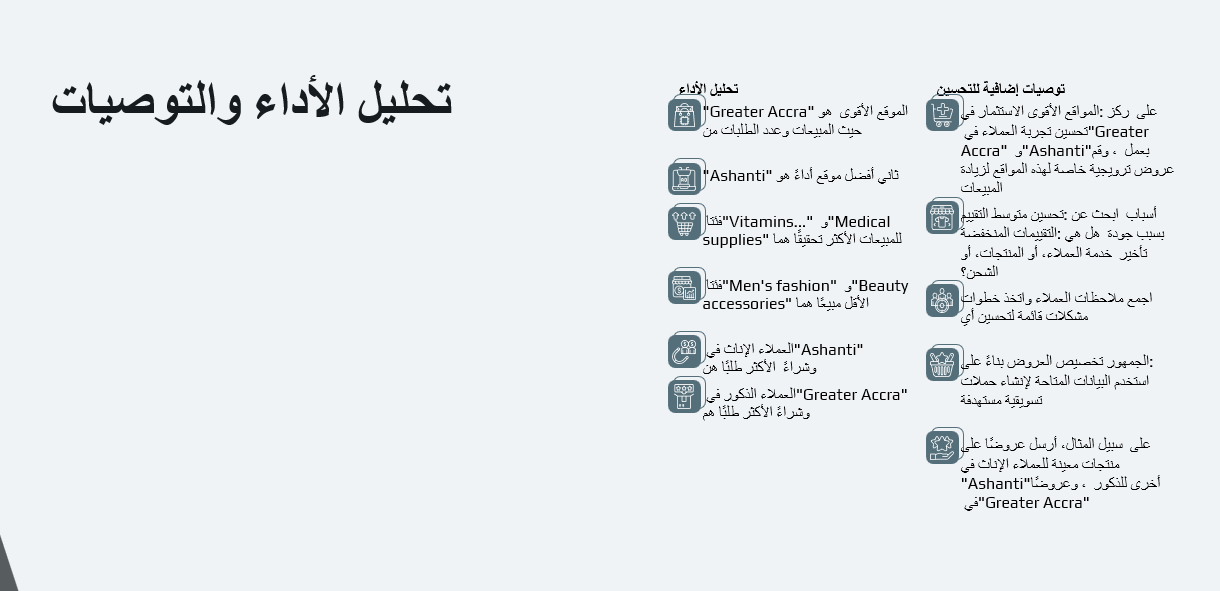 تحليل الأداء والتوصيات
تحليل الأداء
الموقع الأقوى هو "Greater Accra"
حيث المبيعات وعدد الطلبات من
ثاني أفضل موقع أداءً هو "Ashanti"
فئتا"Vitamins..." و "Medical
supplies" للمبيعات الأكثر تحقيقًا هما
فئتا"Men's fashion" و "Beauty
accessories" الأقل مبيعًا هما
العملاء الإناث في"Ashanti"
وشراءً الأكثر طلبًا هن
العملاء الذكور في"Greater Accra"
وشراءً الأكثر طلبًا هم
توصيات إضافية للتحسين
على ركز :المواقع الأقوى الاستثمار في
تحسين تجربة العملاء في"Greater
Accra" و"Ashanti"بعمل ، وقم
عروض ترويجية خاصة لهذه المواقع لزيادة
المبيعات
أسباب ابحث عن :تحسين متوسط التقييم
بسبب جودة هل هي :التقييمات المنخفضة
تأخير خدمة العملاء، أو المنتجات، أو
الشحن؟
اجمع ملاحظات العملاء واتخذ خطوات
مشكلات قائمة لتحسين أي
:الجمهور تخصيص العروض بناءً على
استخدم البيانات المتاحة لإنشاء حملات
تسويقية مستهدفة
على سبيل المثال، أرسل عروضًا على
منتجات معينة للعملاء الإناث في
"Ashanti"أخرى للذكور ، وعروضًا
في"Greater Accra"